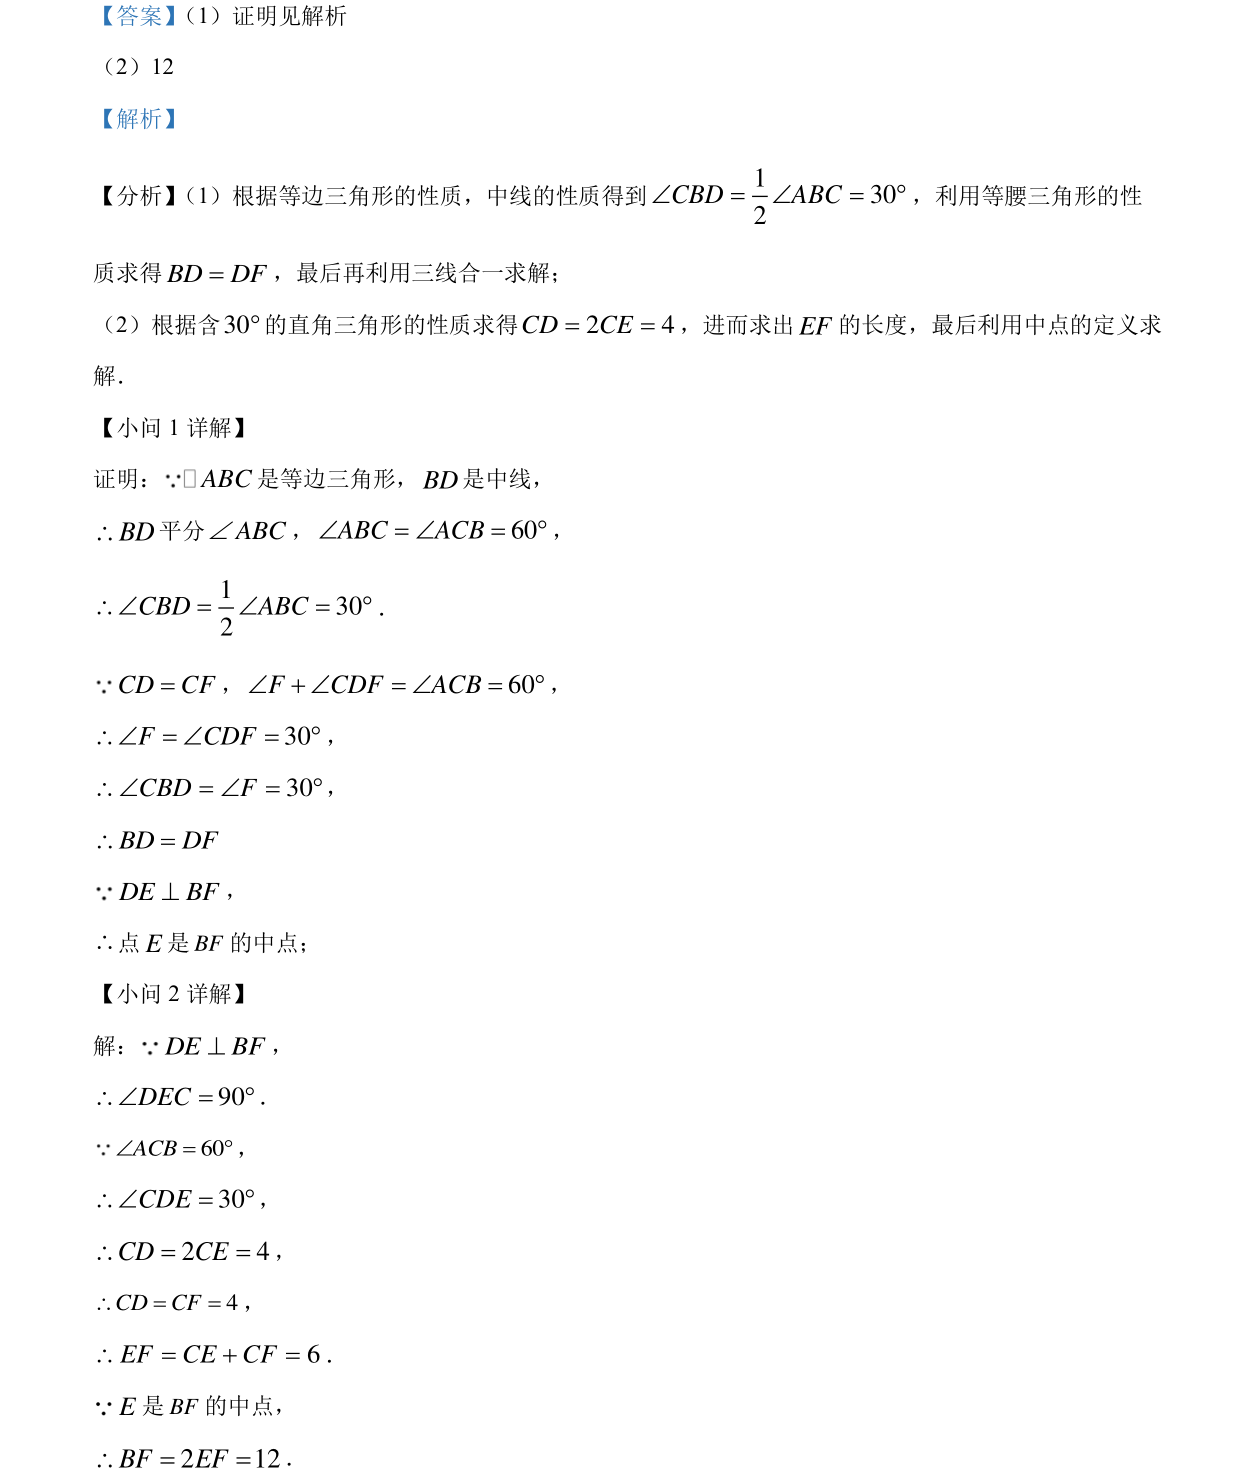 【答案】（1）证明见解析
（2）12
【解析】
【分析】（1）根据等边三角形的性质，中线的性质得到∠CBD = 1/2 ∠ABC = 30°，利用等腰三角形的性
质求得 BD = DF，最后再利用三线合一求解；
（2）根据含30°的直角三角形的性质求得CD = 2CE = 4，进而求出 EF 的长度，最后利用中点的定义求
解．
【小问 1 详解】
证明：∵□ABC 是等边三角形，BD 是中线，
∴BD 平分∠ABC，∠ABC = ∠ACB = 60°，
∴∠CBD = 1/2 ∠ABC = 30°．
∵CD = CF，∠F + ∠CDF = ∠ACB = 60°，
∴∠F = ∠CDF = 30°，
∴∠CBD = ∠F = 30°，
∴BD = DF
∵DE ⊥ BF，
∴点 E 是 BF 的中点；
【小问 2 详解】
解：∵DE ⊥ BF，
∴∠DEC = 90°．
∵∠ACB = 60°，
∴∠CDE = 30°，
∴CD = 2CE = 4，
∴CD = CF = 4，
∴EF = CE + CF = 6．
∵E 是 BF 的中点，
∴BF = 2EF = 12．